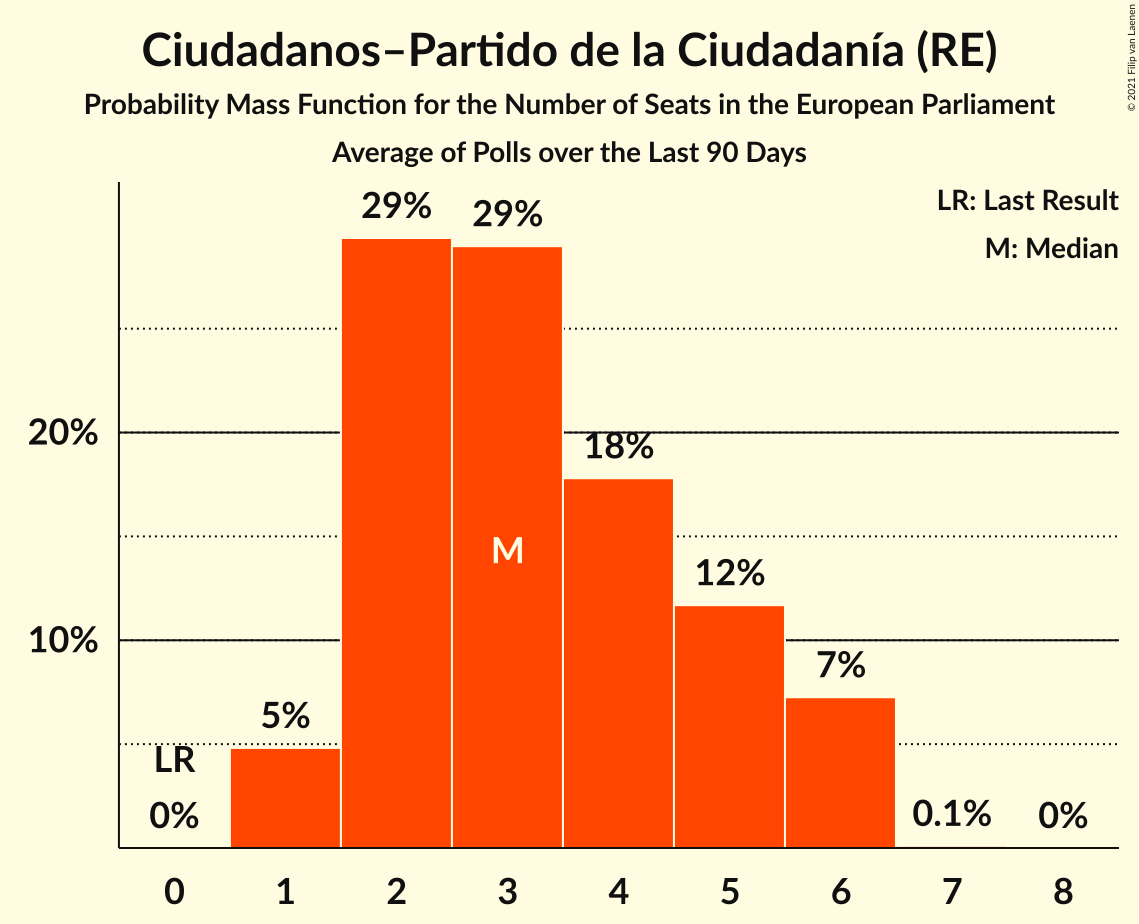 Ciudadanos–Partido de la Ciudadanía (RE)
Probability Mass Function for the Number of Seats in the European Parliament
Average of Polls over the Last 90 Days
© 2021 Filip van Laenen
LR: Last Result
M: Median
29%
29%
20%
18%
M
12%
10%
7%
5%
LR
0%
0.1%
0%
0 1 2 3 4 5 6 7 8